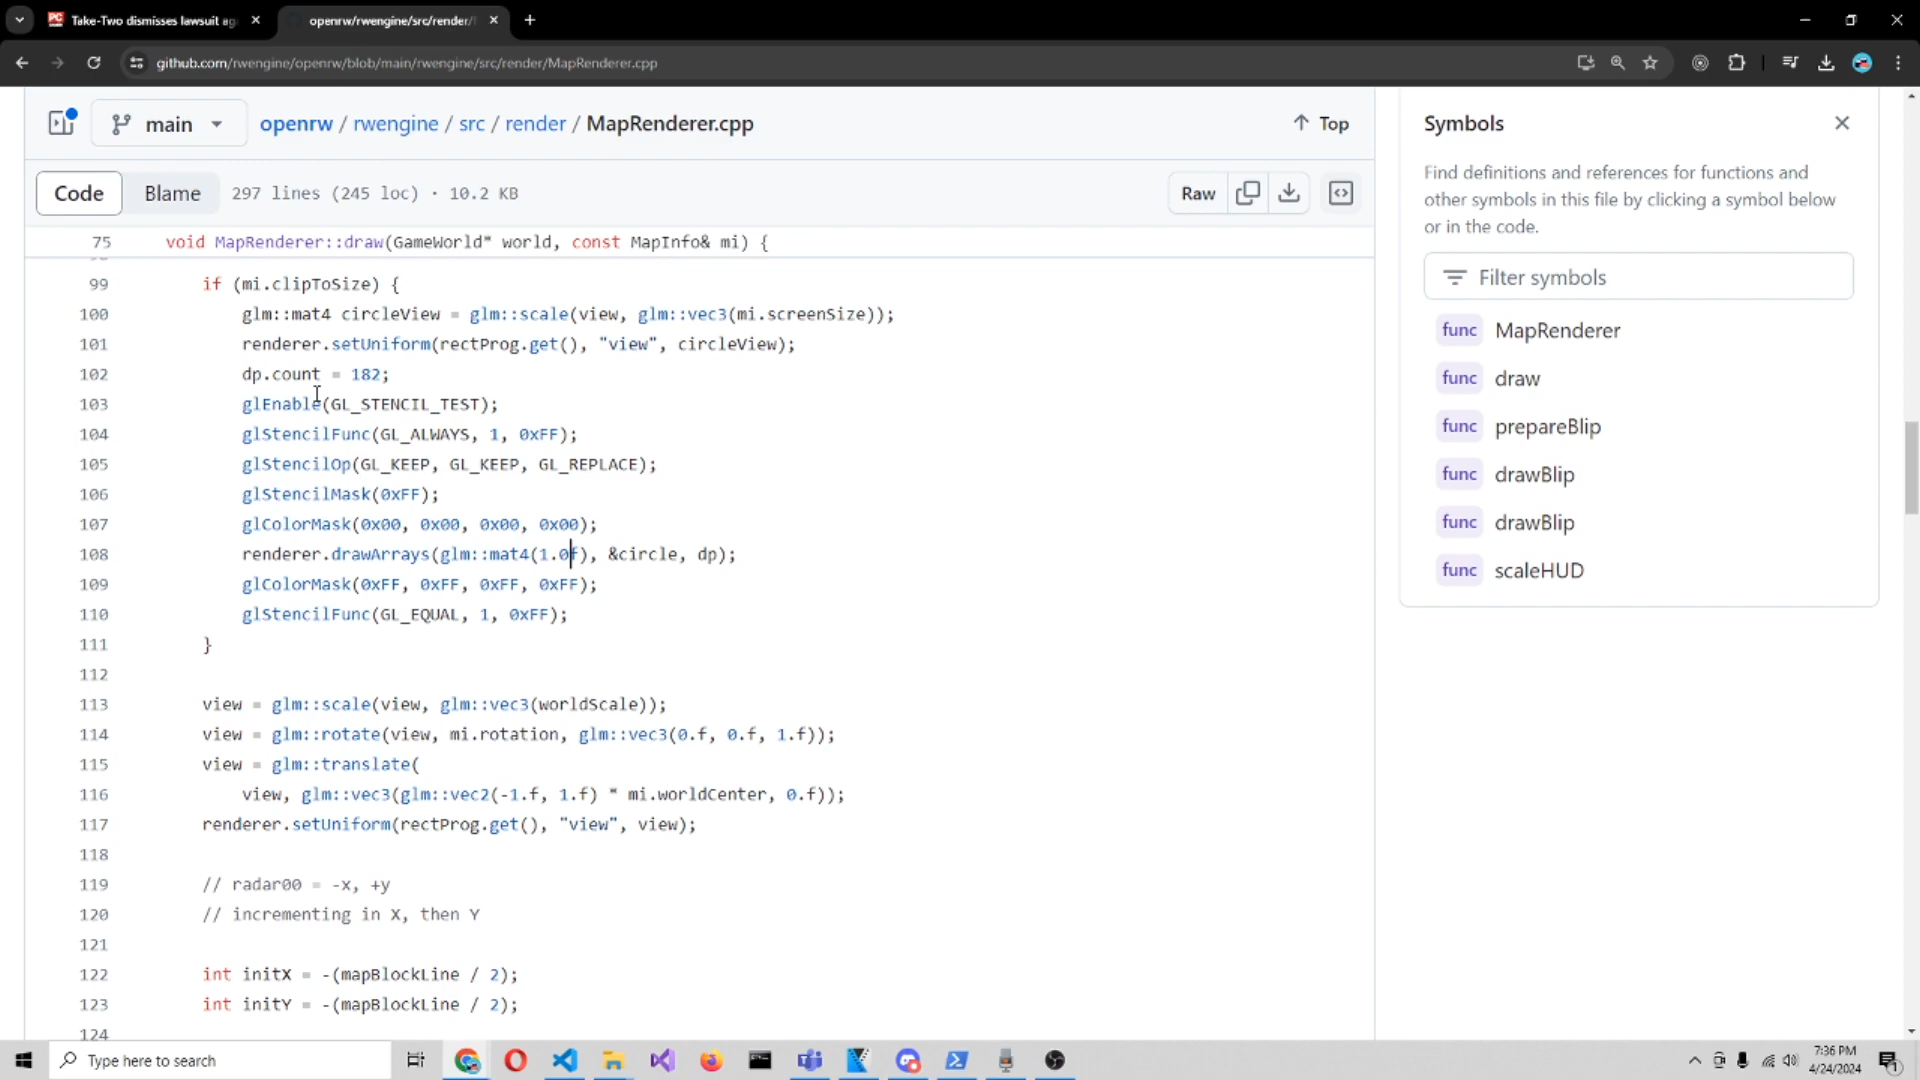 Take-Two dismisses lawsuit ag
openrw/rwengine/src/render/
github.com/rwengine/openrw/blob/main/rwengine/src/render/MapRenderer.cpp
main
openrw / rwengine / src / render / MapRenderer.cpp
Top
Code Blame 297 lines (245 loc) · 10.2 KB
Raw
75 void MapRenderer::draw(GameWorld* world, const MapInfo& mi) {
99 if (mi.clipToSize) {
100 glm::mat4 circleView = glm::scale(view, glm::vec3(mi.screenSize));
101 renderer.setUniform(rectProg.get(), "view", circleView);
102 dp.count = 182;
103 glEnable(GL_STENCIL_TEST);
104 glStencilFunc(GL_ALWAYS, 1, 0xFF);
105 glStencilOp(GL_KEEP, GL_KEEP, GL_REPLACE);
106 glStencilMask(0xFF);
107 glColorMask(0x00, 0x00, 0x00, 0x00);
108 renderer.drawArrays(glm::mat4(1.0f), &circle, dp);
109 glColorMask(0xFF, 0xFF, 0xFF, 0xFF);
110 glStencilFunc(GL_EQUAL, 1, 0xFF);
111 }
112
113 view = glm::scale(view, glm::vec3(worldScale));
114 view = glm::rotate(view, mi.rotation, glm::vec3(0.f, 0.f, 1.f));
115 view = glm::translate(
116 view, glm::vec3(glm::vec2(-1.f, 1.f) * mi.worldCenter, 0.f));
117 renderer.setUniform(rectProg.get(), "view", view);
118
119 // radar00 = -x, +y
120 // incrementing in X, then Y
121
122 int initX = -(mapBlockLine / 2);
123 int initY = -(mapBlockLine / 2);
124
Symbols
Find definitions and references for functions and
other symbols in this file by clicking a symbol below
or in the code.
Filter symbols
func MapRenderer
func draw
func prepareBlip
func drawBlip
func drawBlip
func scaleHUD
Type here to search
7:36 PM
4/24/2024